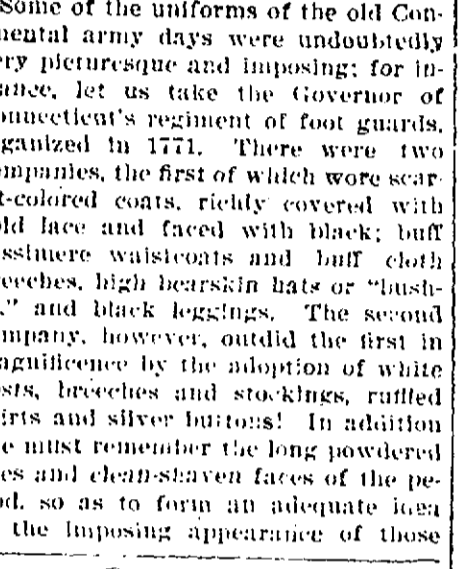 Some of the uniforms of the old Con-
mental army days were undoubtedly
ery picturesque and imposing; for in-
ance, let us take the Governor of
onnecticut's regiment of foot guards,
ganized in 1771. There were two
mpanies, the first of which wore scar-
t-colored coats, richly covered with
ld lace and faced with black; buff
ssimere waistcoats and buff cloth
eeches, high bearskin hats or "bush-
," and black leggings. The second
mpany, however, outdid the first in
agnificence by the adoption of white
sts, breeches and stockings, ruffled
irts and silver buttons! In addition
e must remember the long powdered
es and clean-shaven faces of the pe-
od, so as to form an adequate idea
the imposing appearance of those